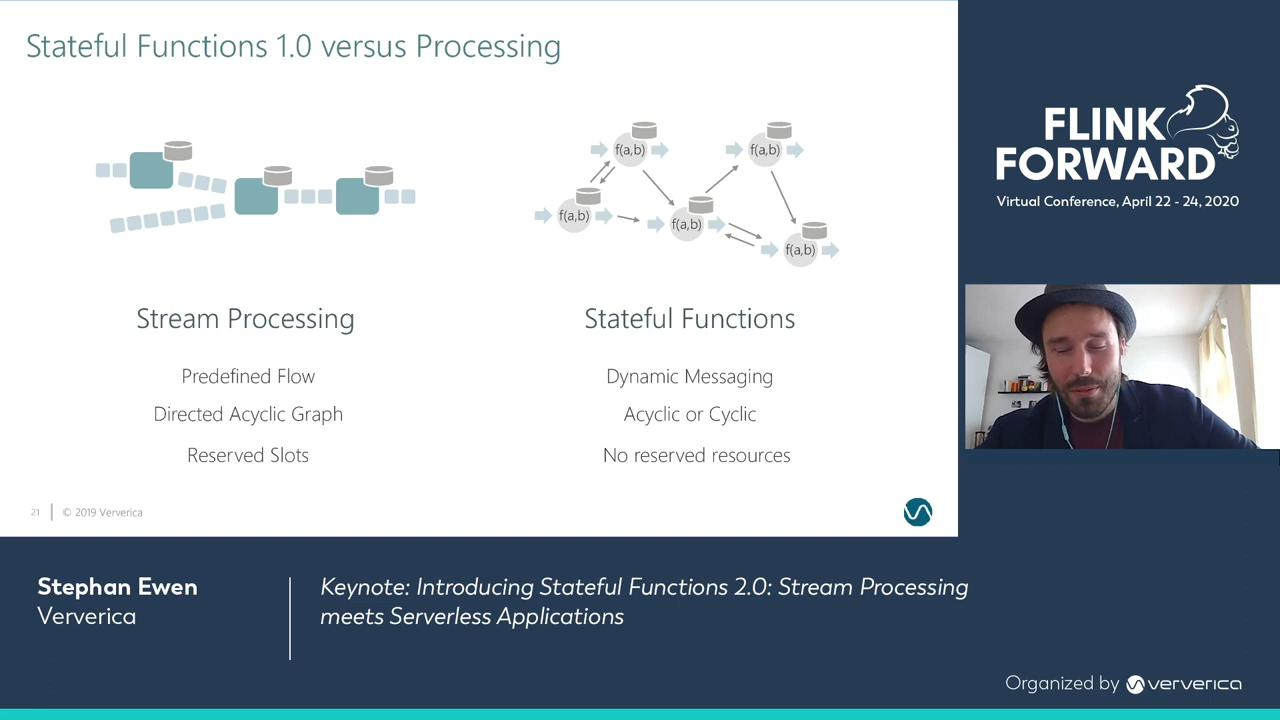 Stateful Functions 1.0 versus Processing
f(a,b)
f(a,b)
f(a,b)
f(a,b)
f(a,b)
Stream Processing
Predefined Flow
Directed Acyclic Graph
Reserved Slots
Stateful Functions
Dynamic Messaging
Acyclic or Cyclic
No reserved resources
21
© 2019 Ververica
FLINK
FORWARD
Virtual Conference, April 22 - 24, 2020
Stephan Ewen
Ververica
Keynote: Introducing Stateful Functions 2.0: Stream Processing
meets Serverless Applications
Organized by ververica